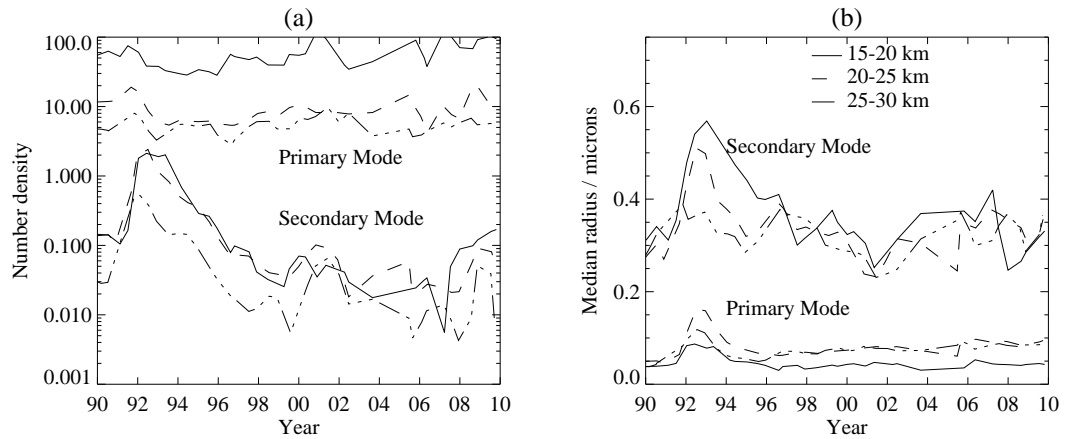 (a)
100.0
10.00
1.000
0.100
0.010
0.001
Number density
Primary Mode
Secondary Mode
90 92 94 96 98 00 02 04 06 08 10
Year
(b)
0.6
0.4
0.2
0.0
Median radius / microns
15-20 km
20-25 km
25-30 km
Secondary Mode
Primary Mode
90 92 94 96 98 00 02 04 06 08 10
Year